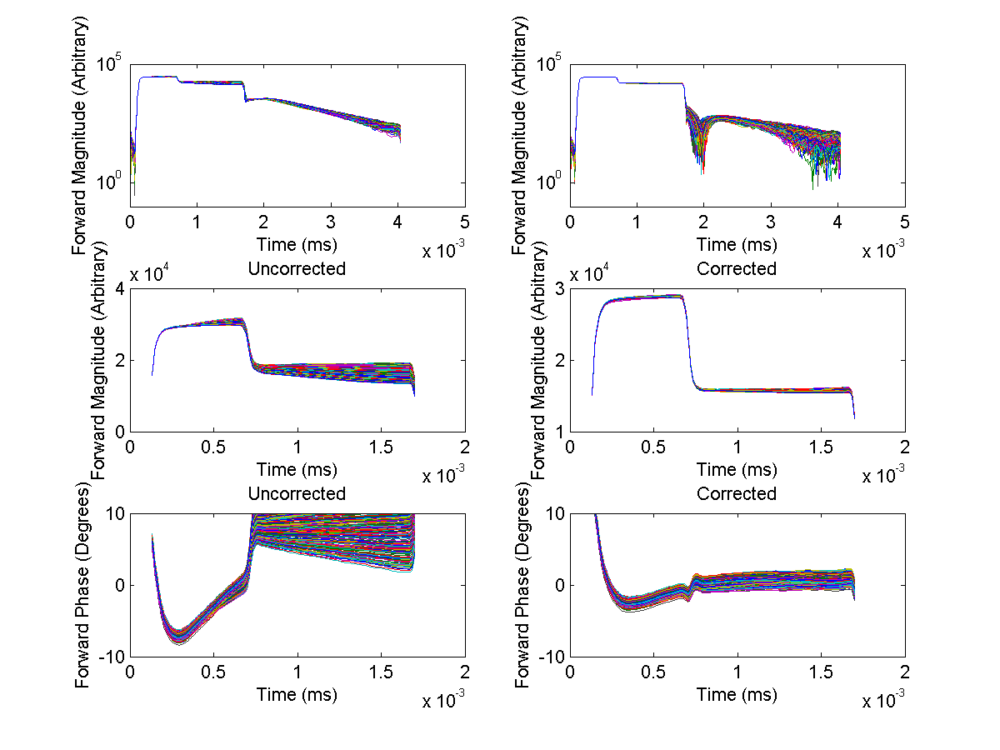 Forward Magnitude (Arbitrary)
10^5
10^0
0 1 2 3 4 5
Time (ms)
x 10^-3
Forward Magnitude (Arbitrary)
10^5
10^0
0 1 2 3 4 5
Time (ms)
x 10^-3
Uncorrected
x 10^4
Forward Magnitude (Arbitrary)
4
2
0
0 0.5 1 1.5 2
Time (ms)
x 10^-3
Corrected
x 10^4
Forward Magnitude (Arbitrary)
3
2
1
0 0.5 1 1.5 2
Time (ms)
x 10^-3
Uncorrected
Forward Phase (Degrees)
10
0
-10
0 0.5 1 1.5 2
Time (ms)
x 10^-3
Corrected
Forward Phase (Degrees)
10
0
-10
0 0.5 1 1.5 2
Time (ms)
x 10^-3